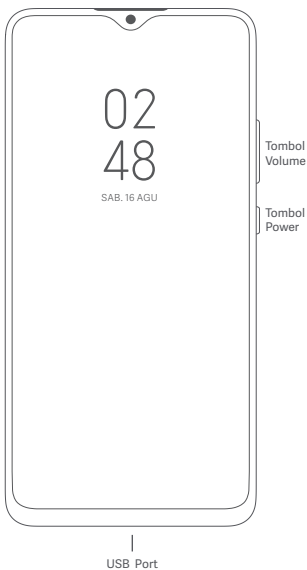 02
48
SAB. 16 AGU
Tombol
Volume
Tombol
Power
USB Port